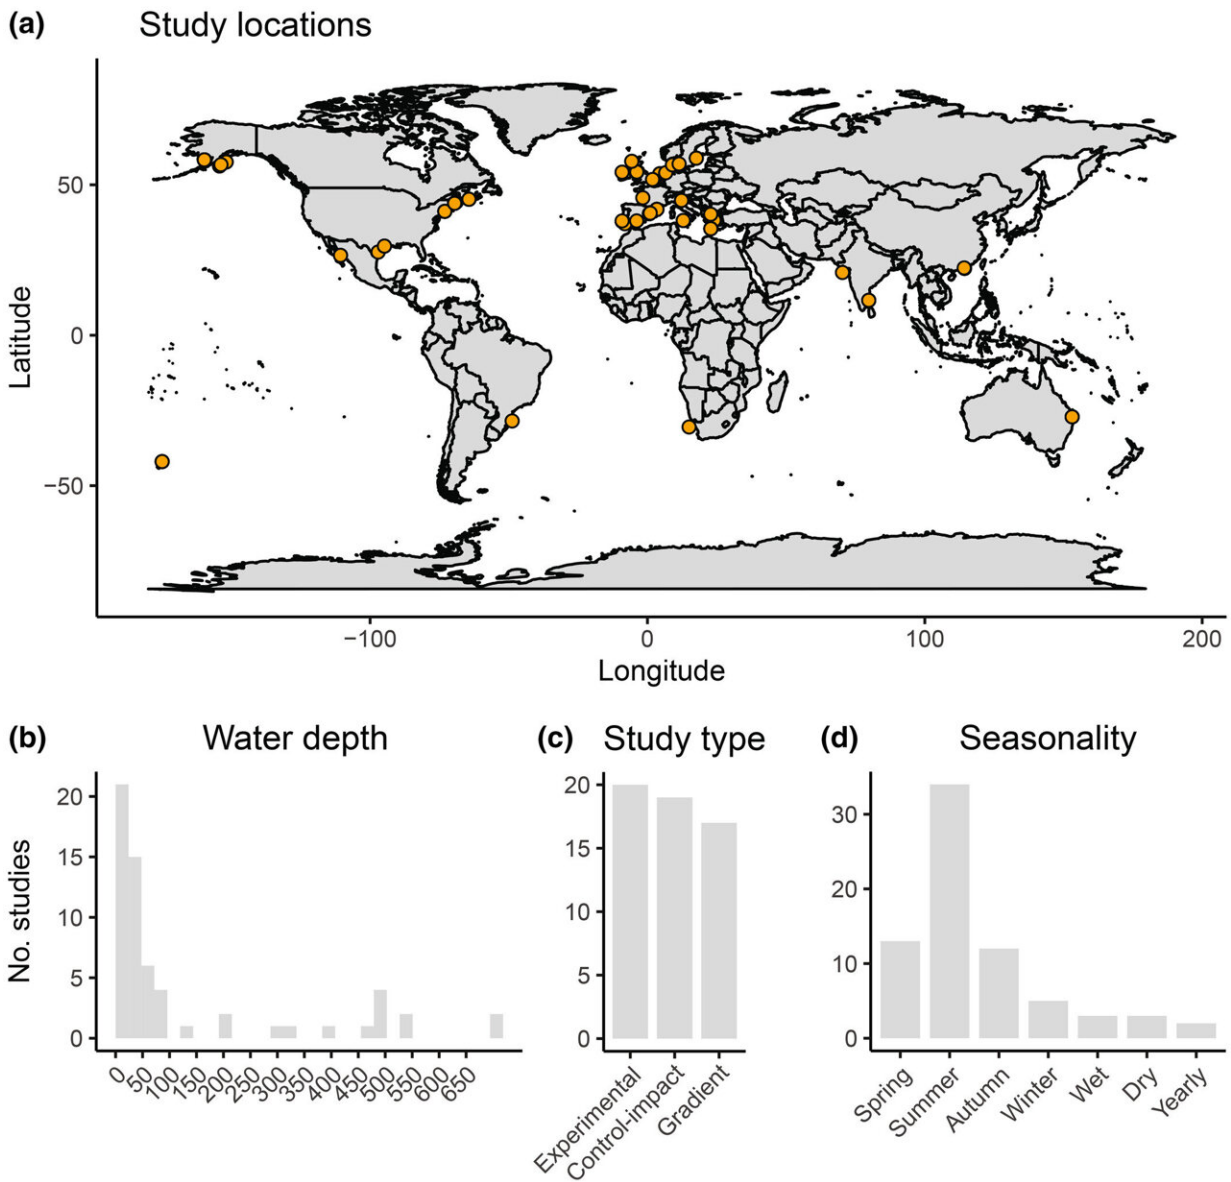 (a) Study locations
Latitude
50
0
−50
−100 0 100 200
Longitude
(b) Water depth
No. studies
20
15
10
5
0
0 50 100 150 200 250 300 350 400 450 500 550 600 650
(c) Study type
20
15
10
5
0
Experimental Control-impact Gradient
(d) Seasonality
30
20
10
0
Spring Summer Autumn Winter Wet Dry Yearly